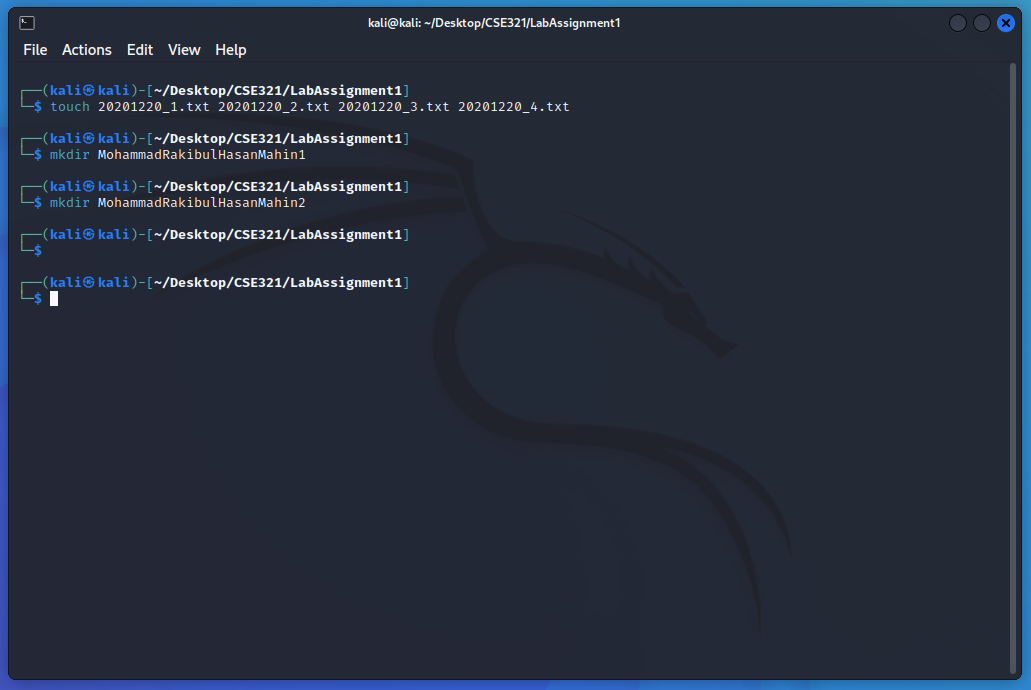 kali@kali: ~/Desktop/CSE321/LabAssignment1
File Actions Edit View Help
┌──(kali㉿kali)-[~/Desktop/CSE321/LabAssignment1]
└─$ touch 20201220_1.txt 20201220_2.txt 20201220_3.txt 20201220_4.txt
┌──(kali㉿kali)-[~/Desktop/CSE321/LabAssignment1]
└─$ mkdir MohammadRakibulHasanMahin1
┌──(kali㉿kali)-[~/Desktop/CSE321/LabAssignment1]
└─$ mkdir MohammadRakibulHasanMahin2
┌──(kali㉿kali)-[~/Desktop/CSE321/LabAssignment1]
└─$
┌──(kali㉿kali)-[~/Desktop/CSE321/LabAssignment1]
└─$